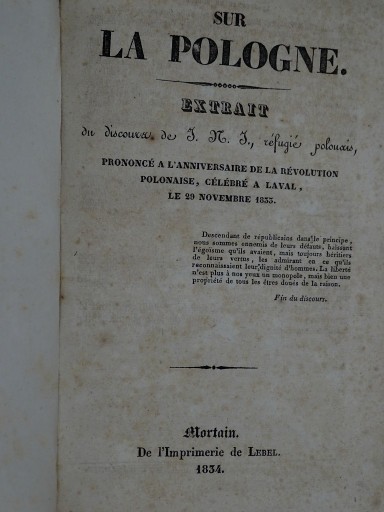 SUR
LA POLOGNE.
EXTRAIT
du discours de J. N. J., réfugié polonais,
PRONONCÉ A L'ANNIVERSAIRE DE LA RÉVOLUTION
POLONAISE, CÉLÉBRÉ A LAVAL,
LE 29 NOVEMBRE 1833.
Descendant de républicains dans le principe,
nous sommes ennemis de leurs défauts, haïssant
l'égoïsme qu'ils avaient, mais toujours héritiers
de leurs vertus, les admirant en ce qu'ils
reconnaissaient leur dignité d'hommes. La liberté
n'est plus à nos yeux un monopole, mais bien une
propriété de tous les êtres doués de la raison.
Fin du discours.
Mortain.
De l'Imprimerie de LEBEL.
1834.